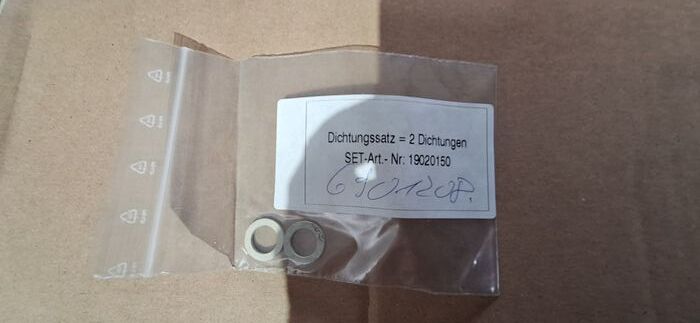 Dichtungssatz = 2 Dichtungen
SET-Art.- Nr: 19020150
6901208